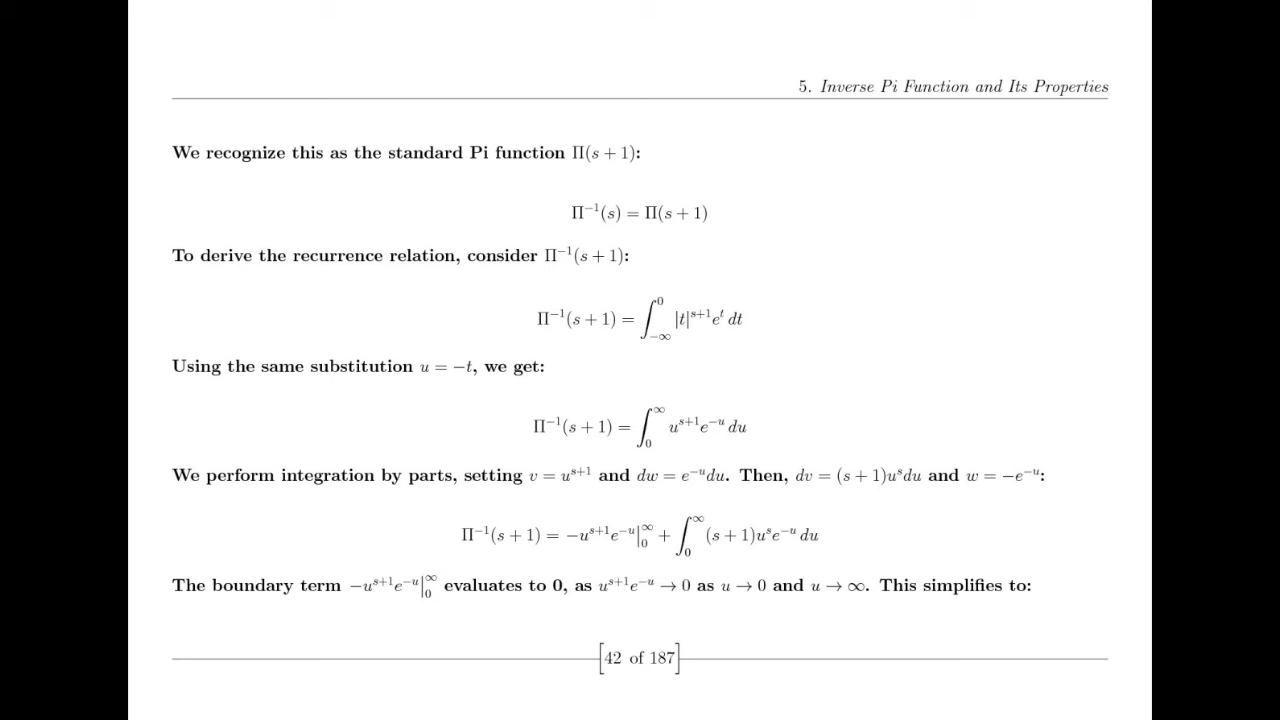 5. Inverse Pi Function and Its Properties
We recognize this as the standard Pi function Π(s + 1):
Π⁻¹(s) = Π(s + 1)
To derive the recurrence relation, consider Π⁻¹(s + 1):
Π⁻¹(s + 1) = ∫_{−∞}^{0} |t|^{s+1} e^t dt
Using the same substitution u = −t, we get:
Π⁻¹(s + 1) = ∫_{0}^{∞} u^{s+1} e^{−u} du
We perform integration by parts, setting v = u^{s+1} and dw = e^{−u}du. Then, dv = (s + 1)u^s du and w = −e^{−u}:
Π⁻¹(s + 1) = −u^{s+1} e^{−u}|_{0}^{∞} + ∫_{0}^{∞} (s + 1)u^s e^{−u} du
The boundary term −u^{s+1} e^{−u}|_{0}^{∞} evaluates to 0, as u^{s+1} e^{−u} → 0 as u → 0 and u → ∞. This simplifies to:
[42 of 187]